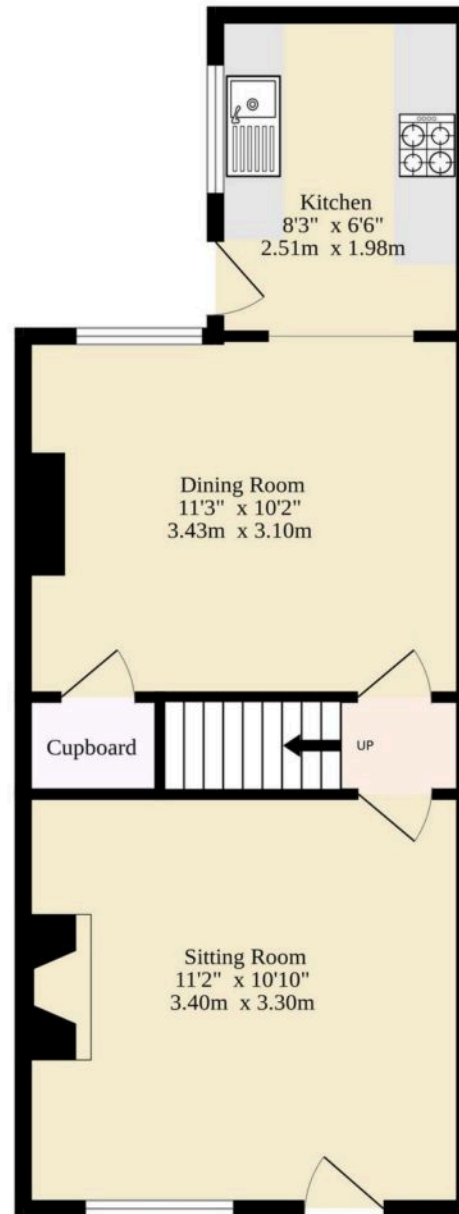 Kitchen
8'3" x 6'6"
2.51m x 1.98m
Dining Room
11'3" x 10'2"
3.43m x 3.10m
Cupboard
UP
Sitting Room
11'2" x 10'10"
3.40m x 3.30m